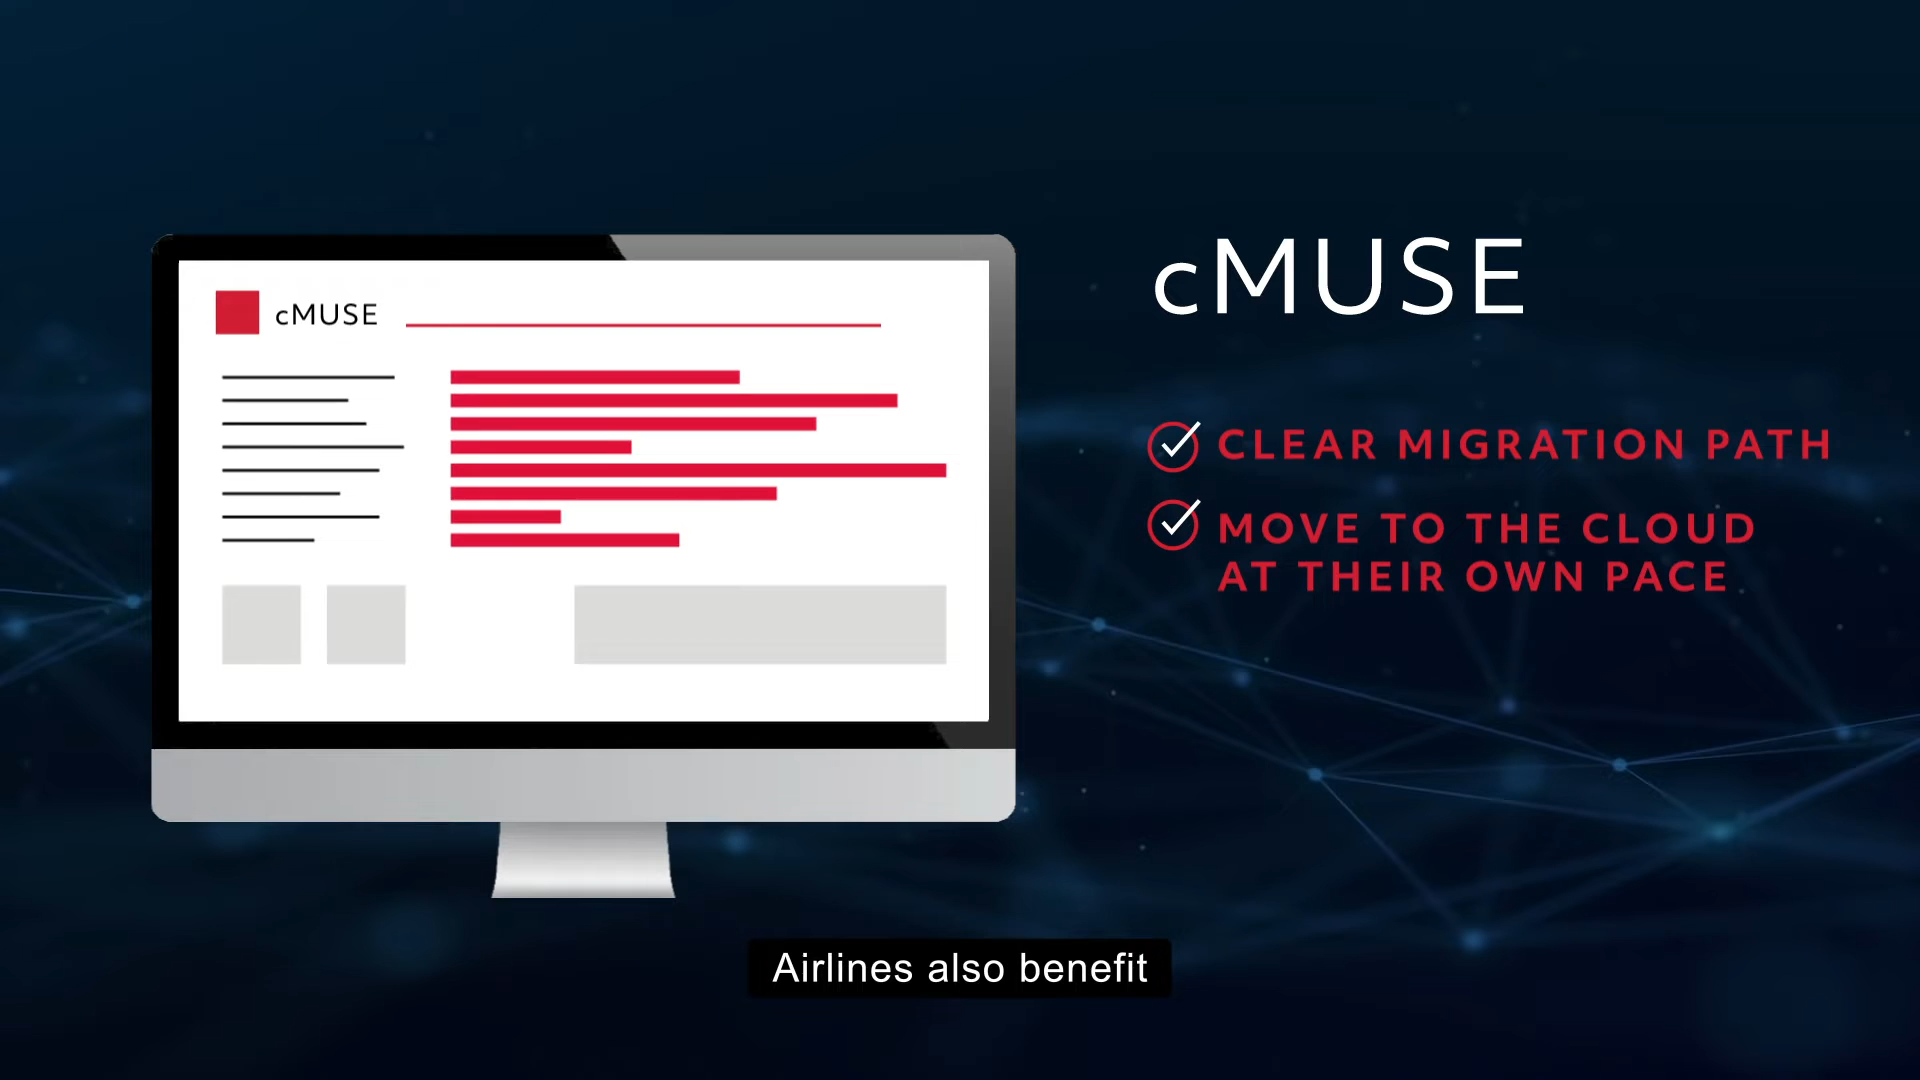 cMUSE
cMUSE
CLEAR MIGRATION PATH
MOVE TO THE CLOUD
AT THEIR OWN PACE
Airlines also benefit